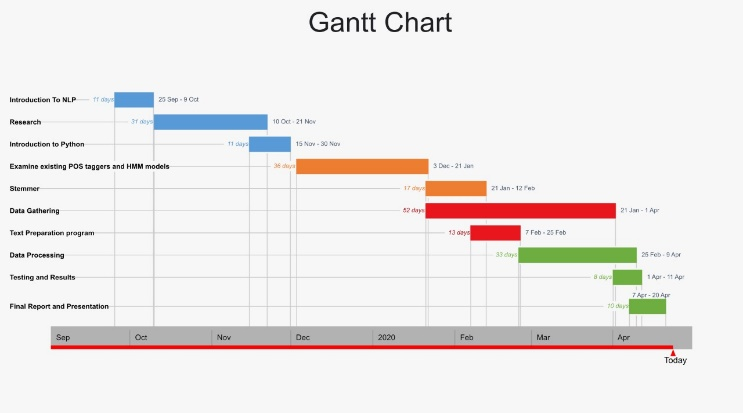 Gantt Chart
Introduction To NLP 11 days 25 Sep - 9 Oct
Research 31 days 10 Oct - 21 Nov
Introduction to Python 11 days 15 Nov - 30 Nov
Examine existing POS taggers and HMM models 36 days 3 Dec - 21 Jan
Stemmer 17 days 21 Jan - 12 Feb
Data Gathering 52 days 21 Jan - 1 Apr
Text Preparation program 13 days 7 Feb - 25 Feb
Data Processing 33 days 25 Feb - 9 Apr
Testing and Results 8 days 1 Apr - 11 Apr
7 Apr - 20 Apr
Final Report and Presentation 10 days
Sep Oct Nov Dec 2020 Feb Mar Apr
Today